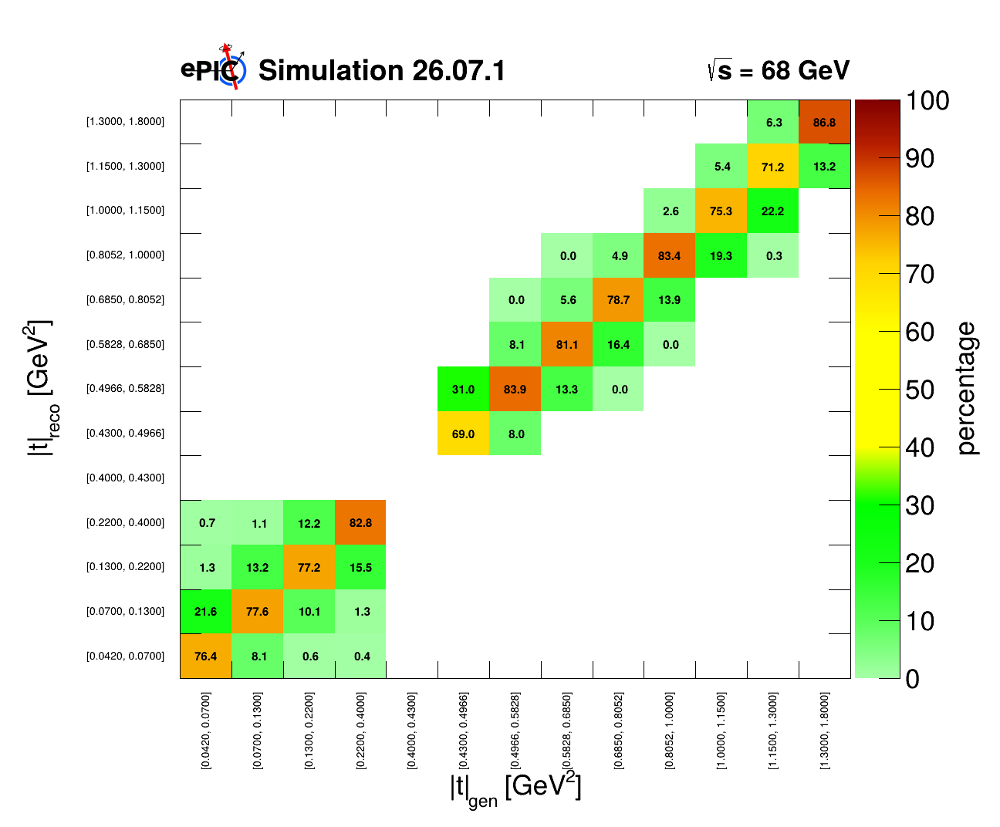 ePIC Simulation 26.07.1 √s = 68 GeV
[1.3000, 1.8000] 6.3 86.8
[1.1500, 1.3000] 5.4 71.2 13.2
[1.0000, 1.1500] 2.6 75.3 22.2
[0.8052, 1.0000] 0.0 4.9 83.4 19.3 0.3
[0.6850, 0.8052] 0.0 5.6 78.7 13.9
[0.5828, 0.6850] 8.1 81.1 16.4 0.0
[0.4966, 0.5828] 31.0 83.9 13.3 0.0
[0.4300, 0.4966] 69.0 8.0
[0.4000, 0.4300]
[0.2200, 0.4000] 0.7 1.1 12.2 82.8
[0.1300, 0.2200] 1.3 13.2 77.2 15.5
[0.0700, 0.1300] 21.6 77.6 10.1 1.3
[0.0420, 0.0700] 76.4 8.1 0.6 0.4
|t|reco [GeV²]
[0.0420, 0.0700]
[0.0700, 0.1300]
[0.1300, 0.2200]
[0.2200, 0.4000]
[0.4000, 0.4300]
[0.4300, 0.4966]
[0.4966, 0.5828]
[0.5828, 0.6850]
[0.6850, 0.8052]
[0.8052, 1.0000]
[1.0000, 1.1500]
[1.1500, 1.3000]
[1.3000, 1.8000]
|t|gen [GeV²]
100
90
80
70
60
50
40
30
20
10
0
percentage